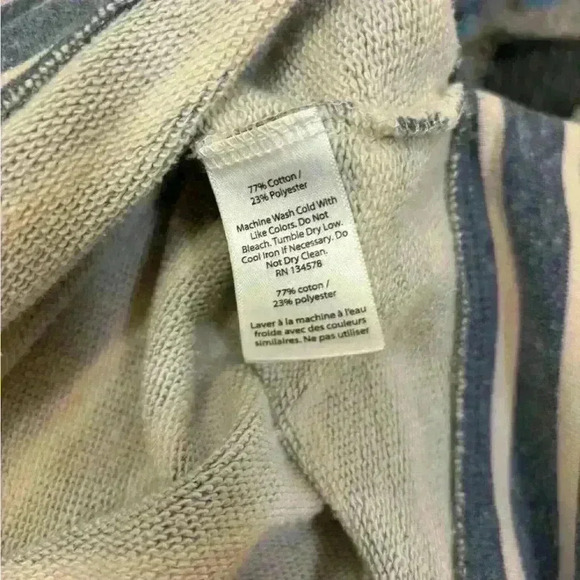 77% Cotton /
23% Polyester
Machine Wash Cold With
Like Colors. Do Not
Bleach. Tumble Dry Low.
Cool Iron if Necessary. Do
Not Dry Clean.
RN 134578
77% coton /
23% polyester
Laver à la machine à l'eau
froide avec des couleurs
similaires. Ne pas utiliser